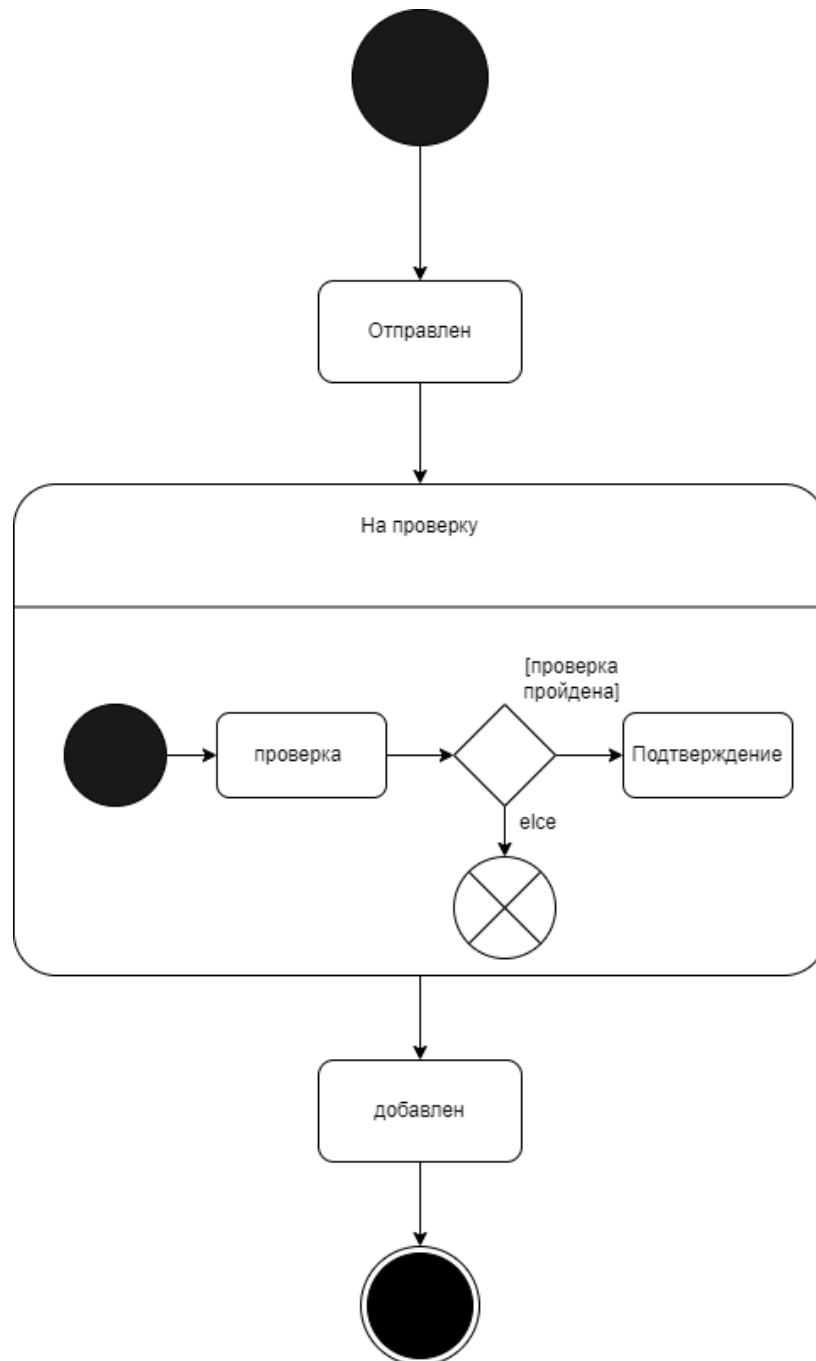 Отправлен
На проверку
[проверка
пройдена]
проверка
Подтверждение
elce
добавлен